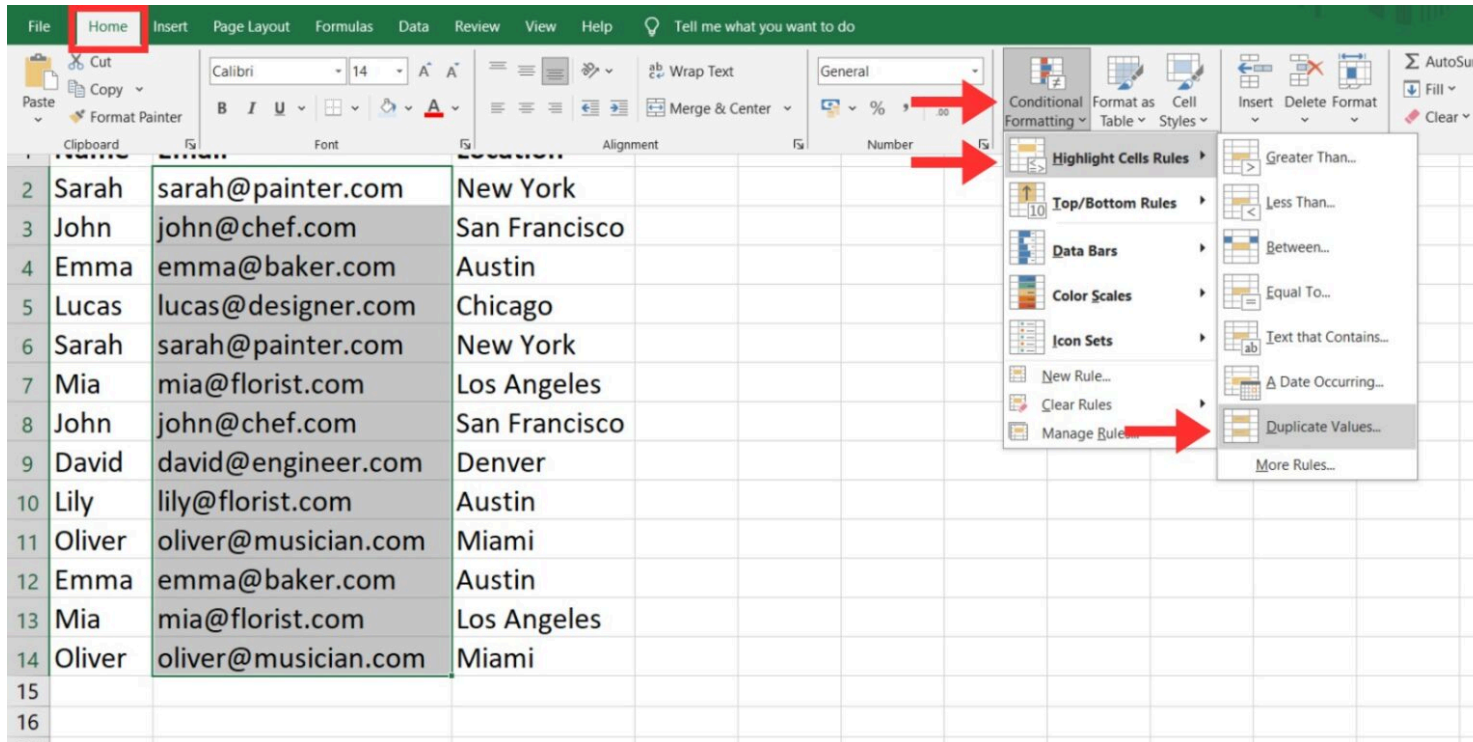 File Home Insert Page Layout Formulas Data Review View Help Tell me what you want to do
Cut
Copy
Paste
Format Painter
Clipboard
Calibri 14 A A
B I U A
Font
ab Wrap Text
Merge & Center
Alignment
General
% , .00
Number
Conditional Formatting
Format as Table
Cell Styles
Insert Delete Format
Σ AutoSu
Fill
Clear
Highlight Cells Rules
10 Top/Bottom Rules
Data Bars
Color Scales
Icon Sets
New Rule...
Clear Rules
Manage
Greater Than...
Less Than...
Between...
Equal To...
ab Text that Contains...
A Date Occurring...
Duplicate Values...
More Rules...
2 Sarah sarah@painter.com New York
3 John john@chef.com San Francisco
4 Emma emma@baker.com Austin
5 Lucas lucas@designer.com Chicago
6 Sarah sarah@painter.com New York
7 Mia mia@florist.com Los Angeles
8 John john@chef.com San Francisco
9 David david@engineer.com Denver
10 Lily lily@florist.com Austin
11 Oliver oliver@musician.com Miami
12 Emma emma@baker.com Austin
13 Mia mia@florist.com Los Angeles
14 Oliver oliver@musician.com Miami
15
16